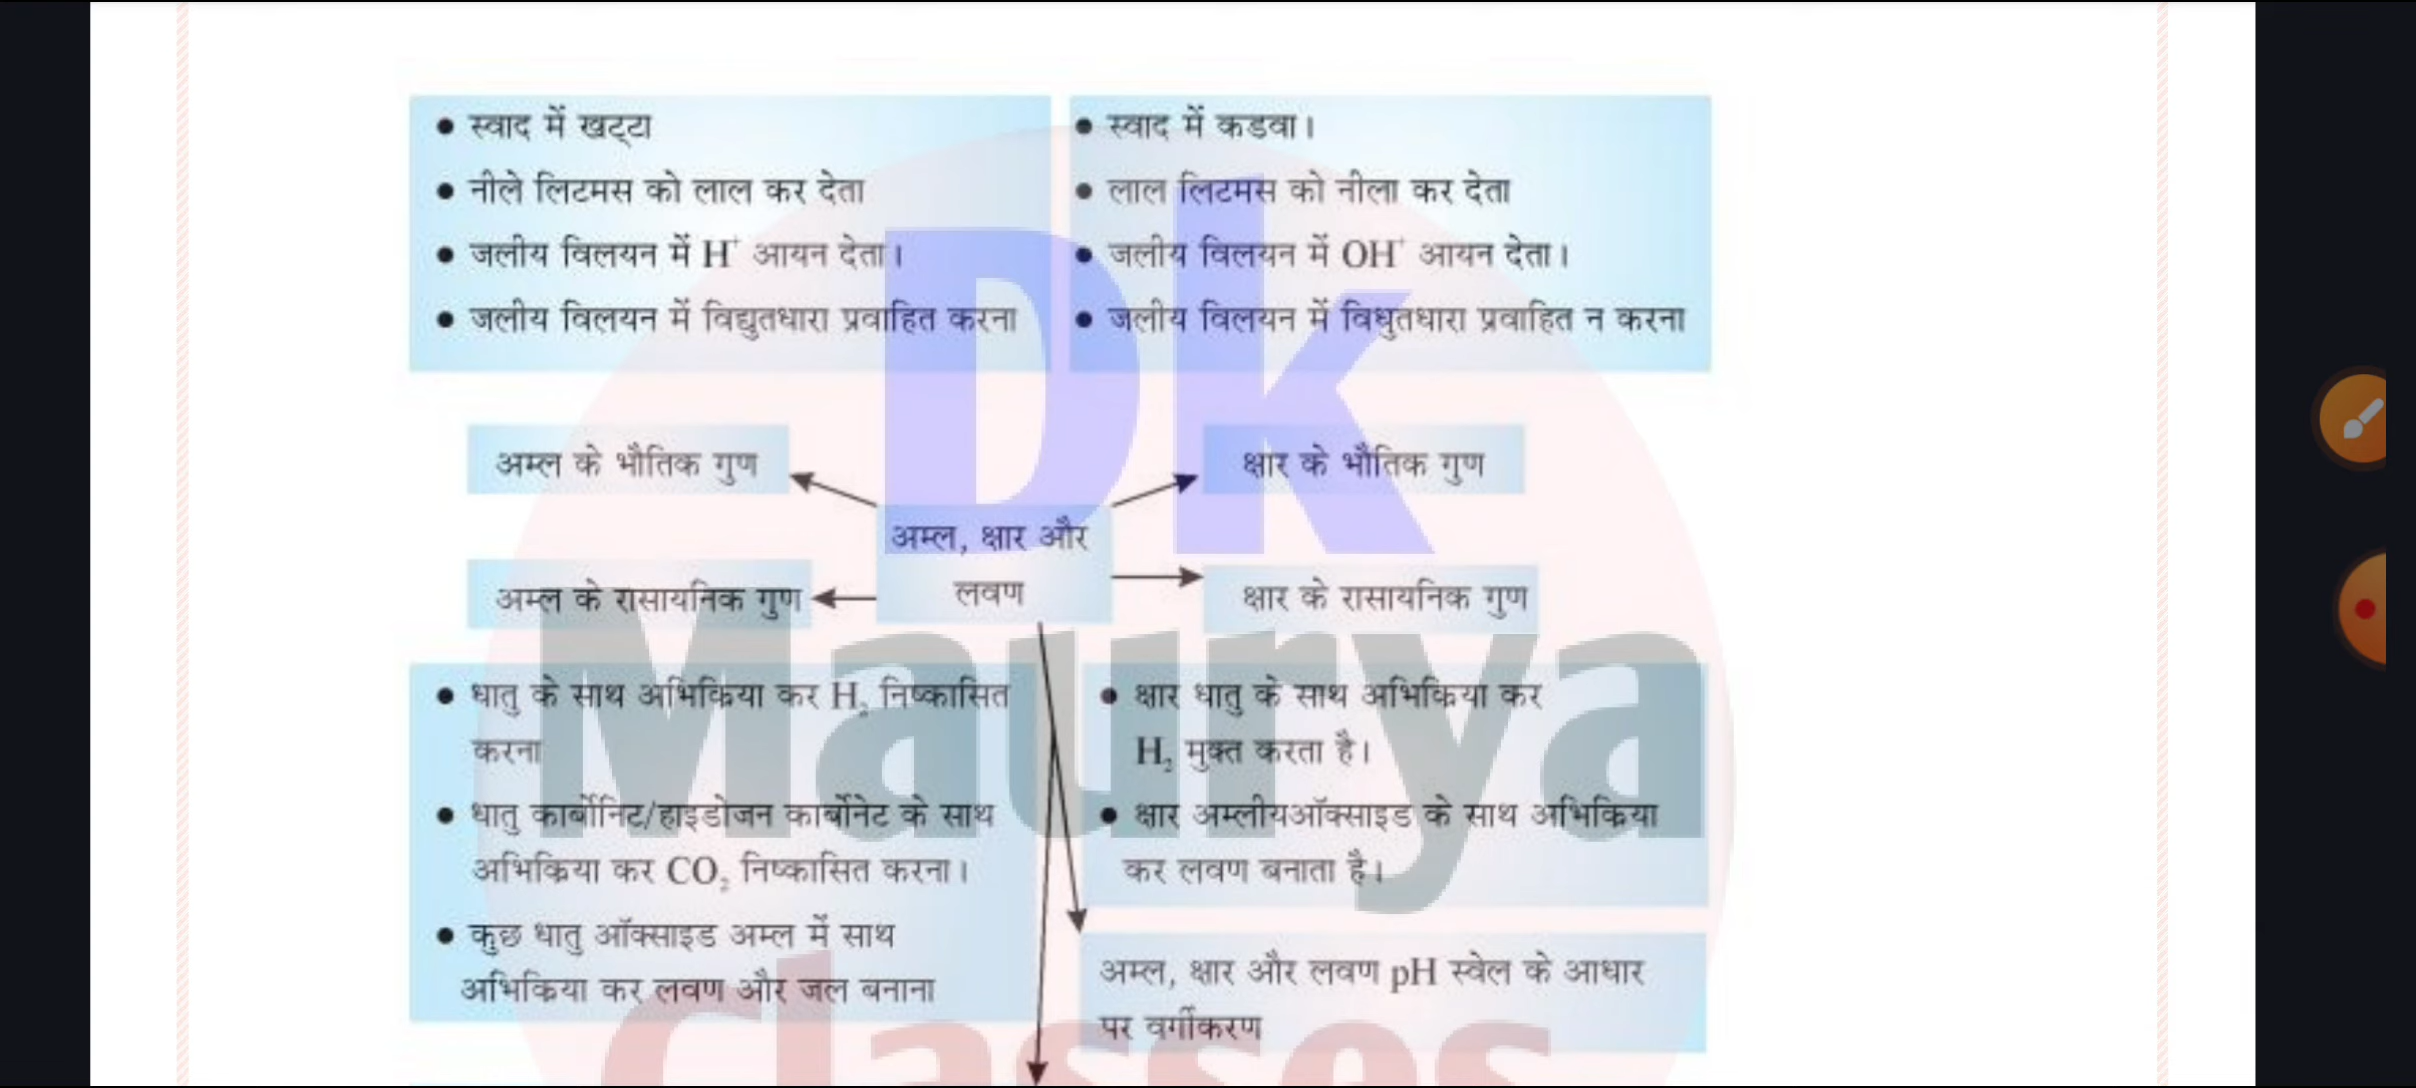 ● स्वाद में खट्टा
● नीले लिटमस को लाल कर देता
● जलीय विलयन में H⁺ आयन देता।
● जलीय विलयन में विद्युतधारा प्रवाहित करना
● स्वाद में कडवा।
● लाल लिटमस को नीला कर देता
● जलीय विलयन में OH⁺ आयन देता।
● जलीय विलयन में विधुतधारा प्रवाहित न करना
अम्ल के भौतिक गुण
क्षार के भौतिक गुण
अम्ल, क्षार और
लवण
अम्ल के रासायनिक गुण
क्षार के रासायनिक गुण
● धातु के साथ अभिक्रिया कर H₂ निष्कासित
करना
● धातु कार्बोनिट/हाइडोजन कार्बोनेट के साथ
अभिक्रिया कर CO₂ निष्कासित करना।
● कुछ धातु ऑक्साइड अम्ल में साथ
अभिक्रिया कर लवण और जल बनाना
● क्षार धातु के साथ अभिक्रिया कर
H₂ मुक्त करता है।
● क्षार अम्लीयऑक्साइड के साथ अभिक्रिया
कर लवण बनाता है।
अम्ल, क्षार और लवण pH स्केल के आधार
पर वर्गीकरण
Dk
Maurya
Classes